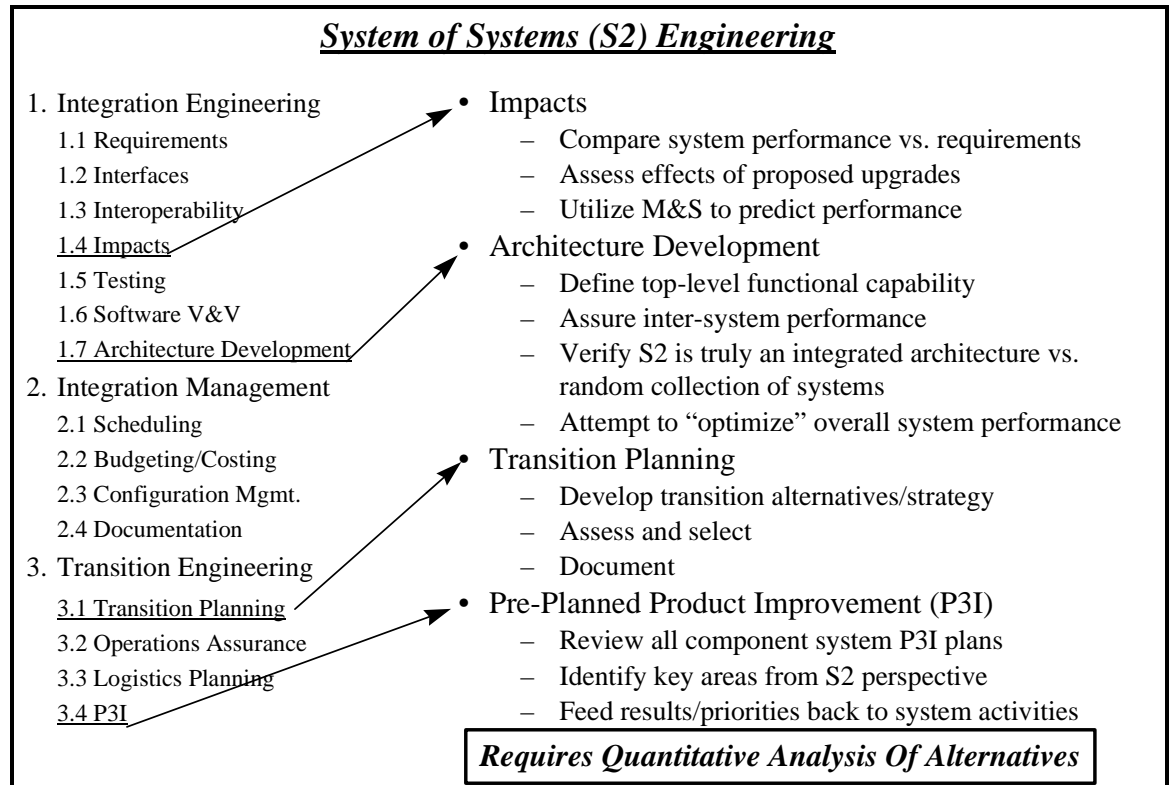 System of Systems (S2) Engineering
1. Integration Engineering
1.1 Requirements
1.2 Interfaces
1.3 Interoperability
1.4 Impacts
1.5 Testing
1.6 Software V&V
1.7 Architecture Development
2. Integration Management
2.1 Scheduling
2.2 Budgeting/Costing
2.3 Configuration Mgmt.
2.4 Documentation
3. Transition Engineering
3.1 Transition Planning
3.2 Operations Assurance
3.3 Logistics Planning
3.4 P3I
• Impacts
– Compare system performance vs. requirements
– Assess effects of proposed upgrades
– Utilize M&S to predict performance
• Architecture Development
– Define top-level functional capability
– Assure inter-system performance
– Verify S2 is truly an integrated architecture vs.
random collection of systems
– Attempt to “optimize” overall system performance
• Transition Planning
– Develop transition alternatives/strategy
– Assess and select
– Document
• Pre-Planned Product Improvement (P3I)
– Review all component system P3I plans
– Identify key areas from S2 perspective
– Feed results/priorities back to system activities
Requires Quantitative Analysis Of Alternatives